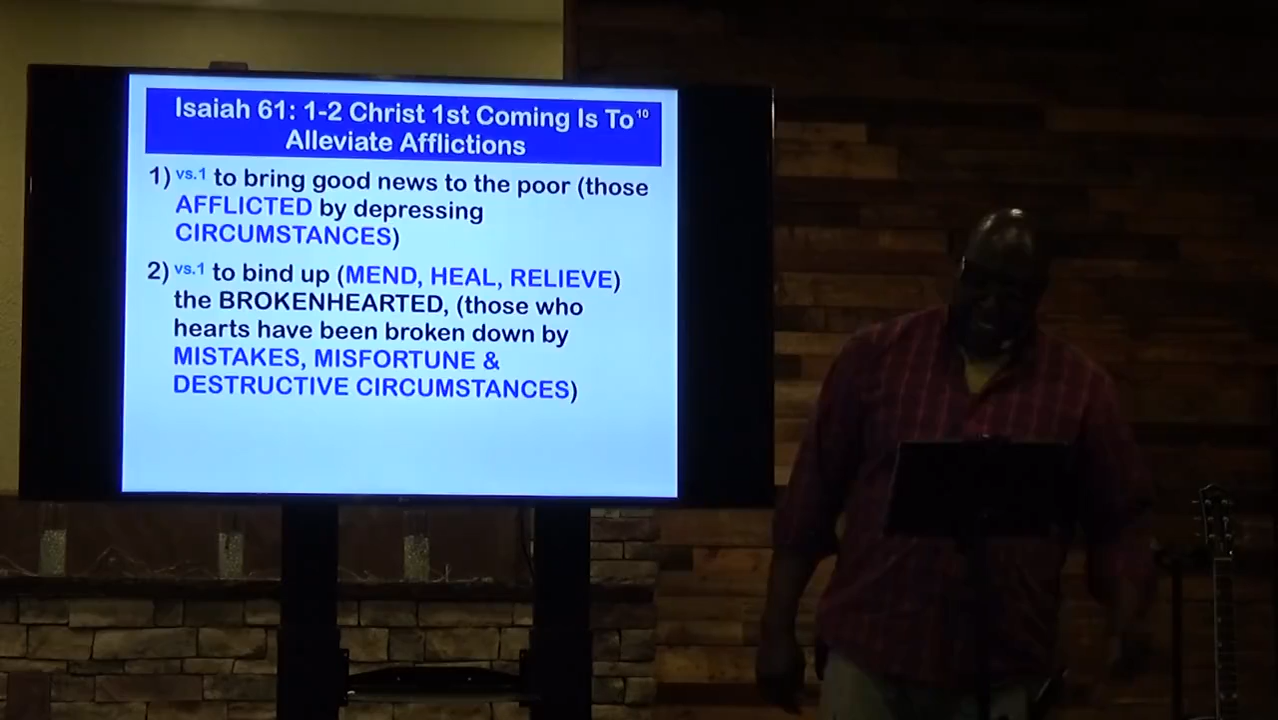 Isaiah 61: 1-2 Christ 1st Coming Is To 10
Alleviate Afflictions
1) vs.1 to bring good news to the poor (those
AFFLICTED by depressing
CIRCUMSTANCES)
2) vs.1 to bind up (MEND, HEAL, RELIEVE)
the BROKENHEARTED, (those who
hearts have been broken down by
MISTAKES, MISFORTUNE &
DESTRUCTIVE CIRCUMSTANCES)